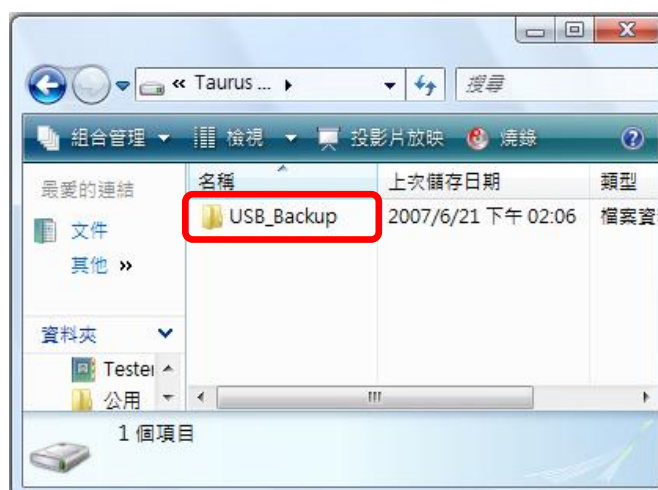 « Taurus ...
搜尋
組合管理 檢視 投影片放映 燒錄
最愛的連結
文件
其他 »
資料夾
Tester
公用
名稱 上次儲存日期 類型
USB_Backup 2007/6/21 下午 02:06 檔案資
1 個項目